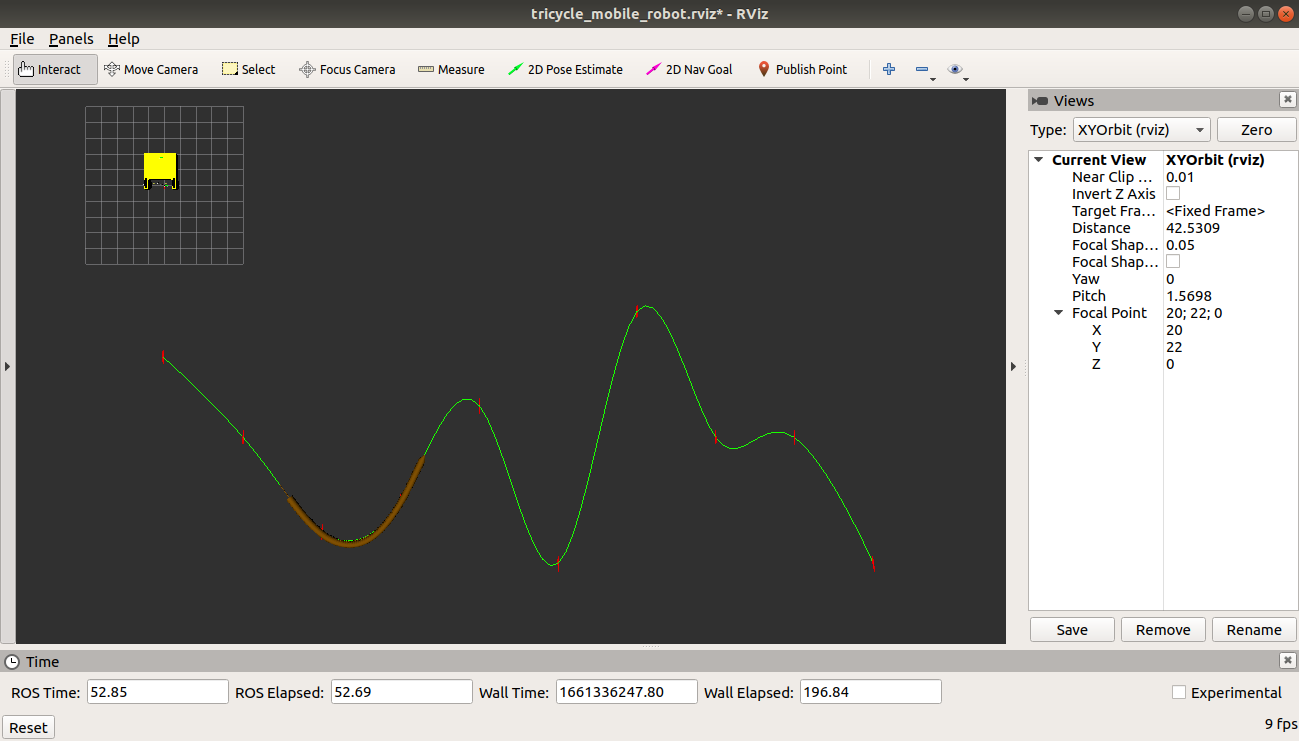 tricycle_mobile_robot.rviz* - RViz
File Panels Help
Interact Move Camera Select Focus Camera Measure 2D Pose Estimate 2D Nav Goal Publish Point
Views
Type: XYOrbit (rviz) Zero
Current View XYOrbit (rviz)
Near Clip ... 0.01
Invert Z Axis
Target Fra... <Fixed Frame>
Distance 42.5309
Focal Shap... 0.05
Focal Shap...
Yaw 0
Pitch 1.5698
Focal Point 20; 22; 0
X 20
Y 22
Z 0
Save Remove Rename
Time
ROS Time: 52.85 ROS Elapsed: 52.69 Wall Time: 1661336247.80 Wall Elapsed: 196.84 Experimental
Reset 9 fps